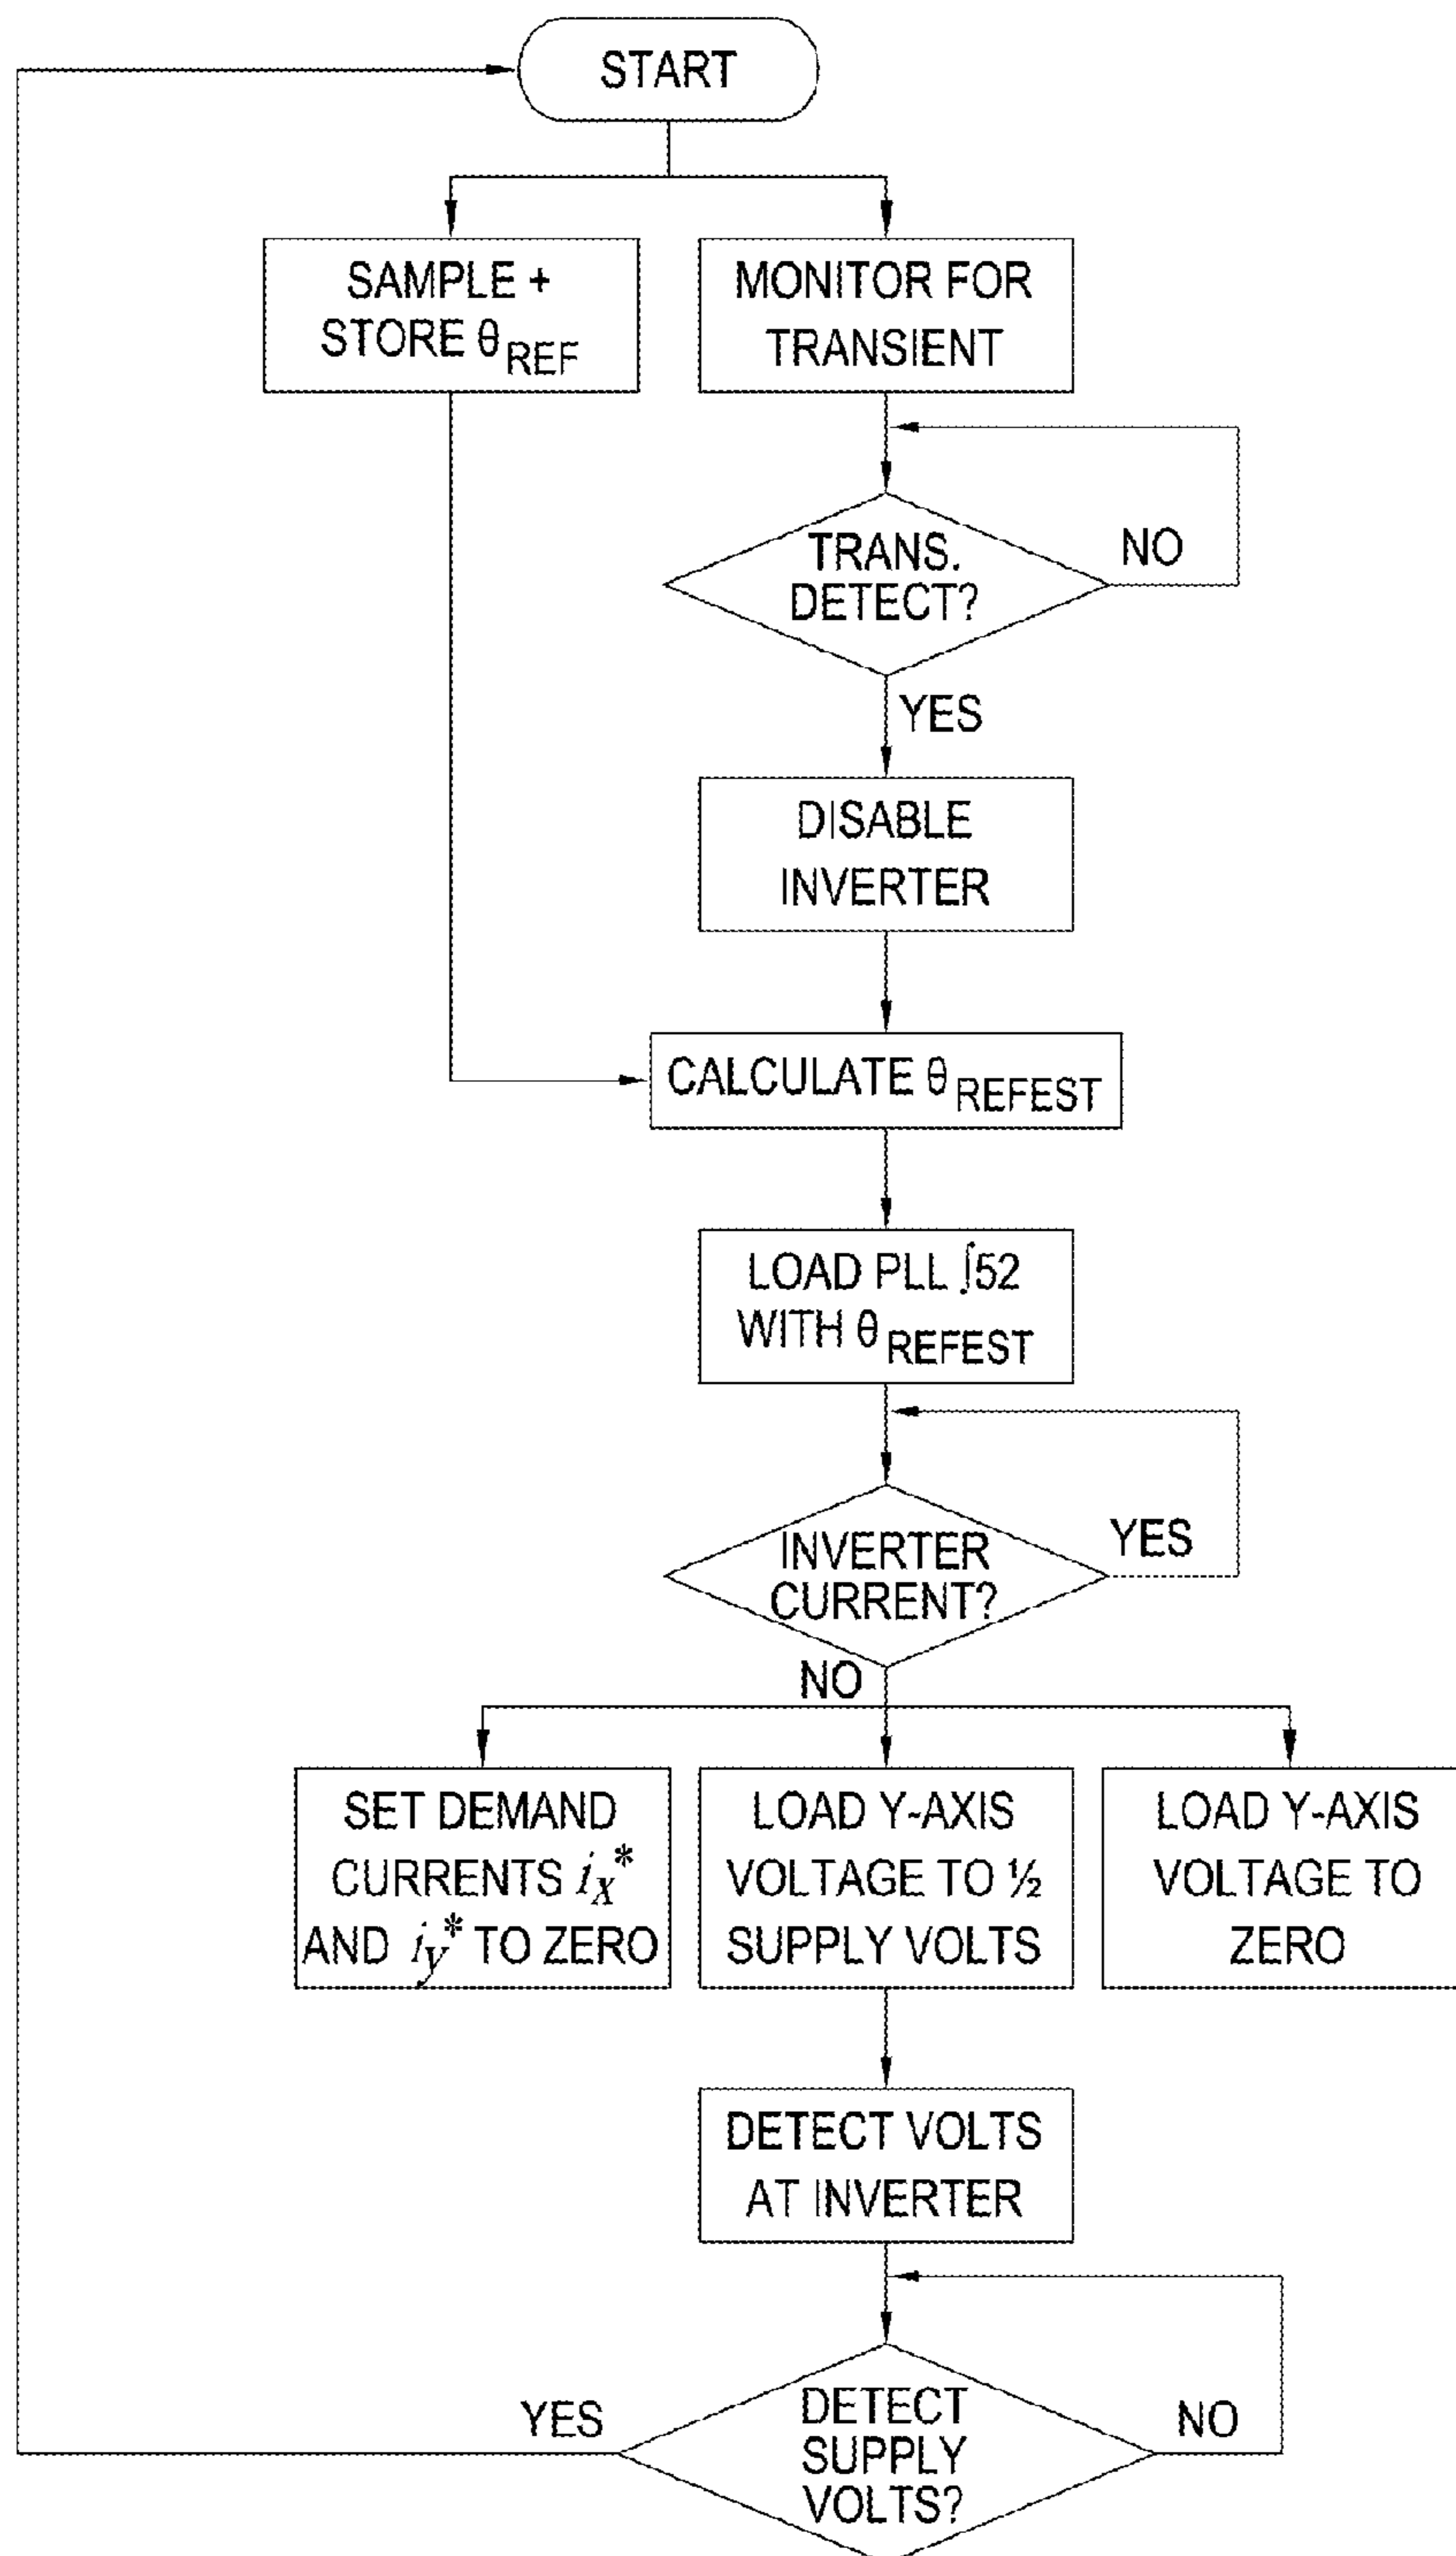 START
SAMPLE +
STORE θREF
MONITOR FOR
TRANSIENT
TRANS.
DETECT?
NO
YES
DISABLE
INVERTER
CALCULATE θREFEST
LOAD PLL ∫52
WITH θREFEST
INVERTER
CURRENT?
YES
NO
SET DEMAND
CURRENTS ix*
AND iy* TO ZERO
LOAD Y-AXIS
VOLTAGE TO ½
SUPPLY VOLTS
LOAD Y-AXIS
VOLTAGE TO
ZERO
DETECT VOLTS
AT INVERTER
DETECT
SUPPLY
VOLTS?
YES
NO